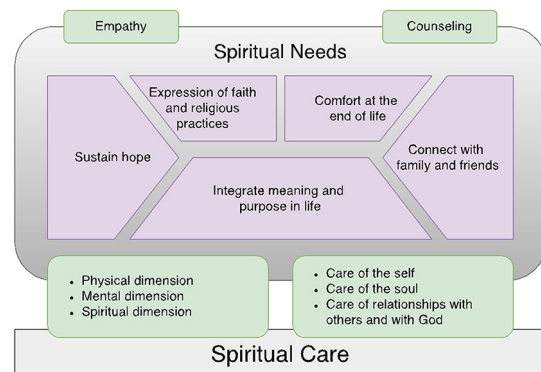 Empathy
Counseling
Spiritual Needs
Expression of faith
and religious
practices
Comfort at the
end of life
Sustain hope
Connect with
family and friends
Integrate meaning and
purpose in life
• Physical dimension
• Mental dimension
• Spiritual dimension
• Care of the self
• Care of the soul
• Care of relationships with
others and with God
Spiritual Care